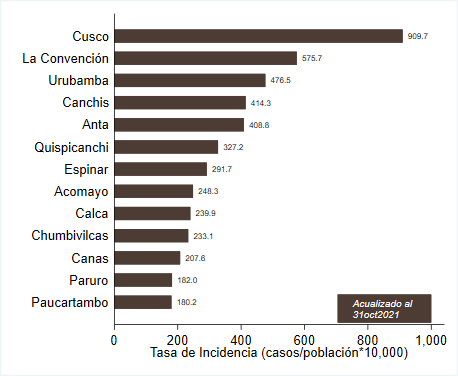 Cusco 909.7
La Convención 575.7
Urubamba 476.5
Canchis 414.3
Anta 408.8
Quispicanchi 327.2
Espinar 291.7
Acomayo 248.3
Calca 239.9
Chumbivilcas 233.1
Canas 207.6
Paruro 182.0
Paucartambo 180.2
Acualizado al
31oct2021
0 200 400 600 800 1,000
Tasa de Incidencia (casos/población*10,000)